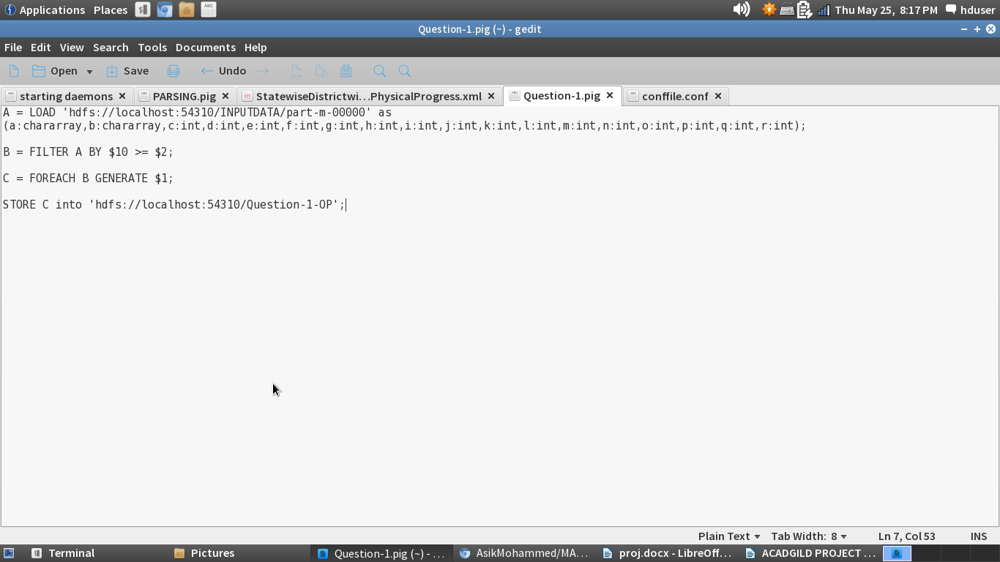 Applications Places Thu May 25, 8:17 PM hduser
Question-1.pig (~) - gedit
File Edit View Search Tools Documents Help
Open Save Undo
starting daemons PARSING.pig StatewiseDistrictwi...PhysicalProgress.xml Question-1.pig conffile.conf
A = LOAD 'hdfs://localhost:54310/INPUTDATA/part-m-00000' as
(a:chararray,b:chararray,c:int,d:int,e:int,f:int,g:int,h:int,i:int,j:int,k:int,l:int,m:int,n:int,o:int,p:int,q:int,r:int);
B = FILTER A BY $10 >= $2;
C = FOREACH B GENERATE $1;
STORE C into 'hdfs://localhost:54310/Question-1-OP';
Plain Text Tab Width: 8 Ln 7, Col 53 INS
Terminal Pictures Question-1.pig (~) - ... AsikMohammed/MA... proj.docx - LibreOff... ACADGILD PROJECT ...